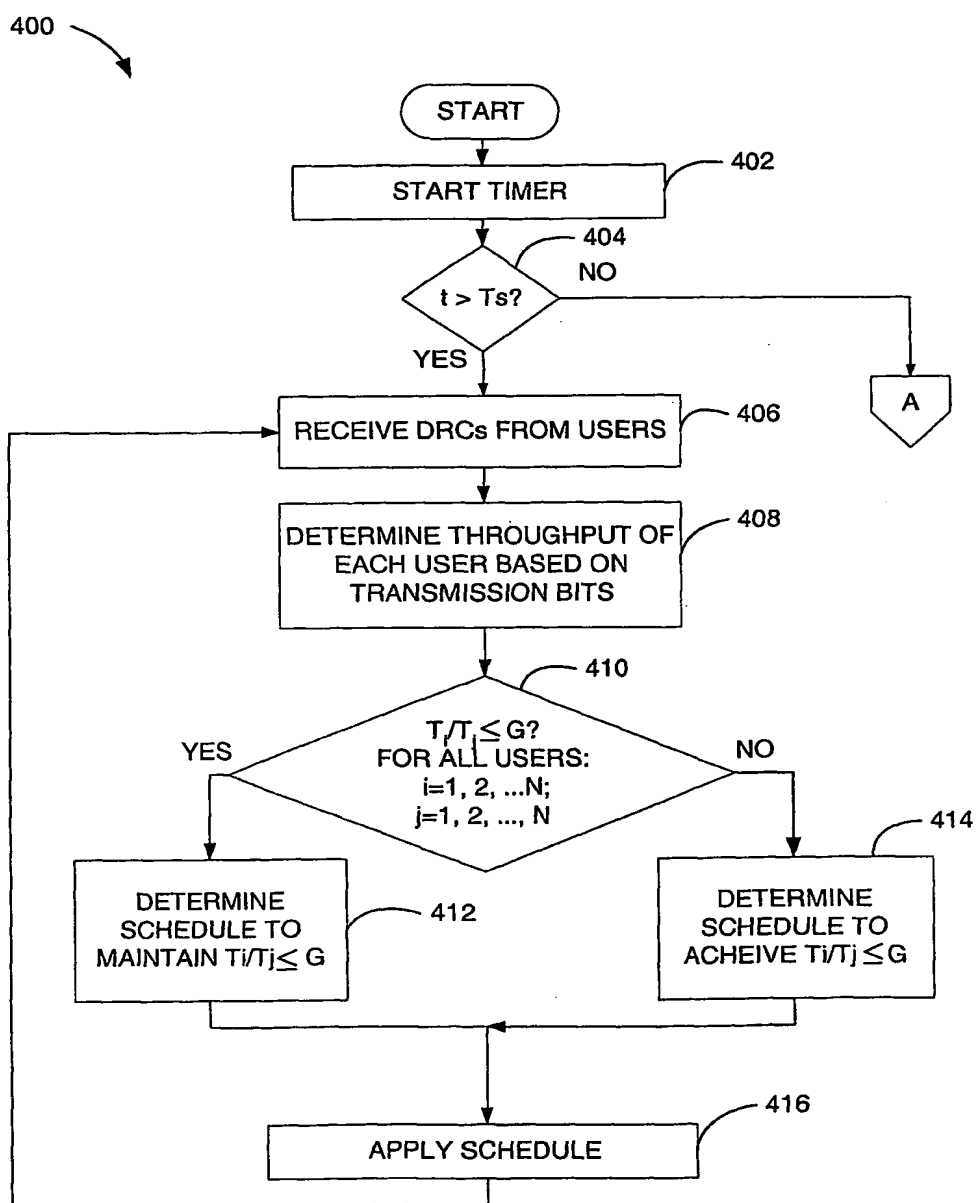 400
START
START TIMER
402
404
t > Ts?
NO
YES
A
RECEIVE DRCs FROM USERS
406
DETERMINE THROUGHPUT OF
EACH USER BASED ON
TRANSMISSION BITS
408
410
Ti/Tj ≤ G?
FOR ALL USERS:
i=1, 2, ...N;
j=1, 2, ..., N
YES
NO
DETERMINE
SCHEDULE TO
MAINTAIN Ti/Tj ≤ G
412
DETERMINE
SCHEDULE TO
ACHEIVE Ti/Tj ≤ G
414
APPLY SCHEDULE
416